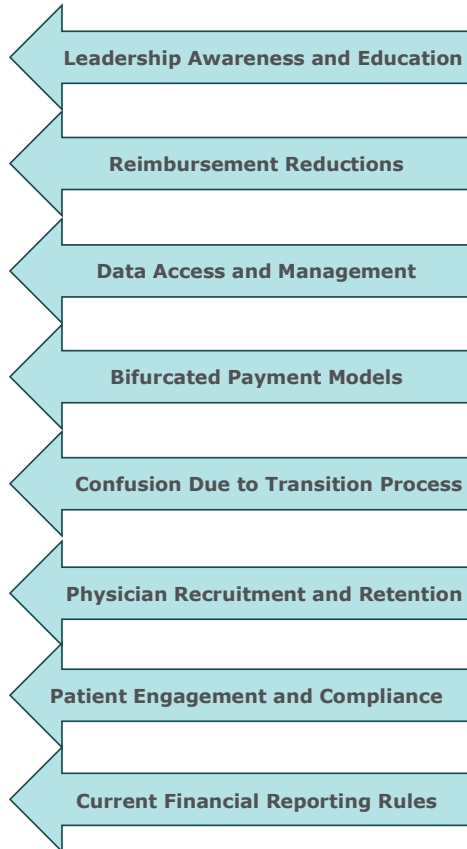 Leadership Awareness and Education
Reimbursement Reductions
Data Access and Management
Bifurcated Payment Models
Confusion Due to Transition Process
Physician Recruitment and Retention
Patient Engagement and Compliance
Current Financial Reporting Rules